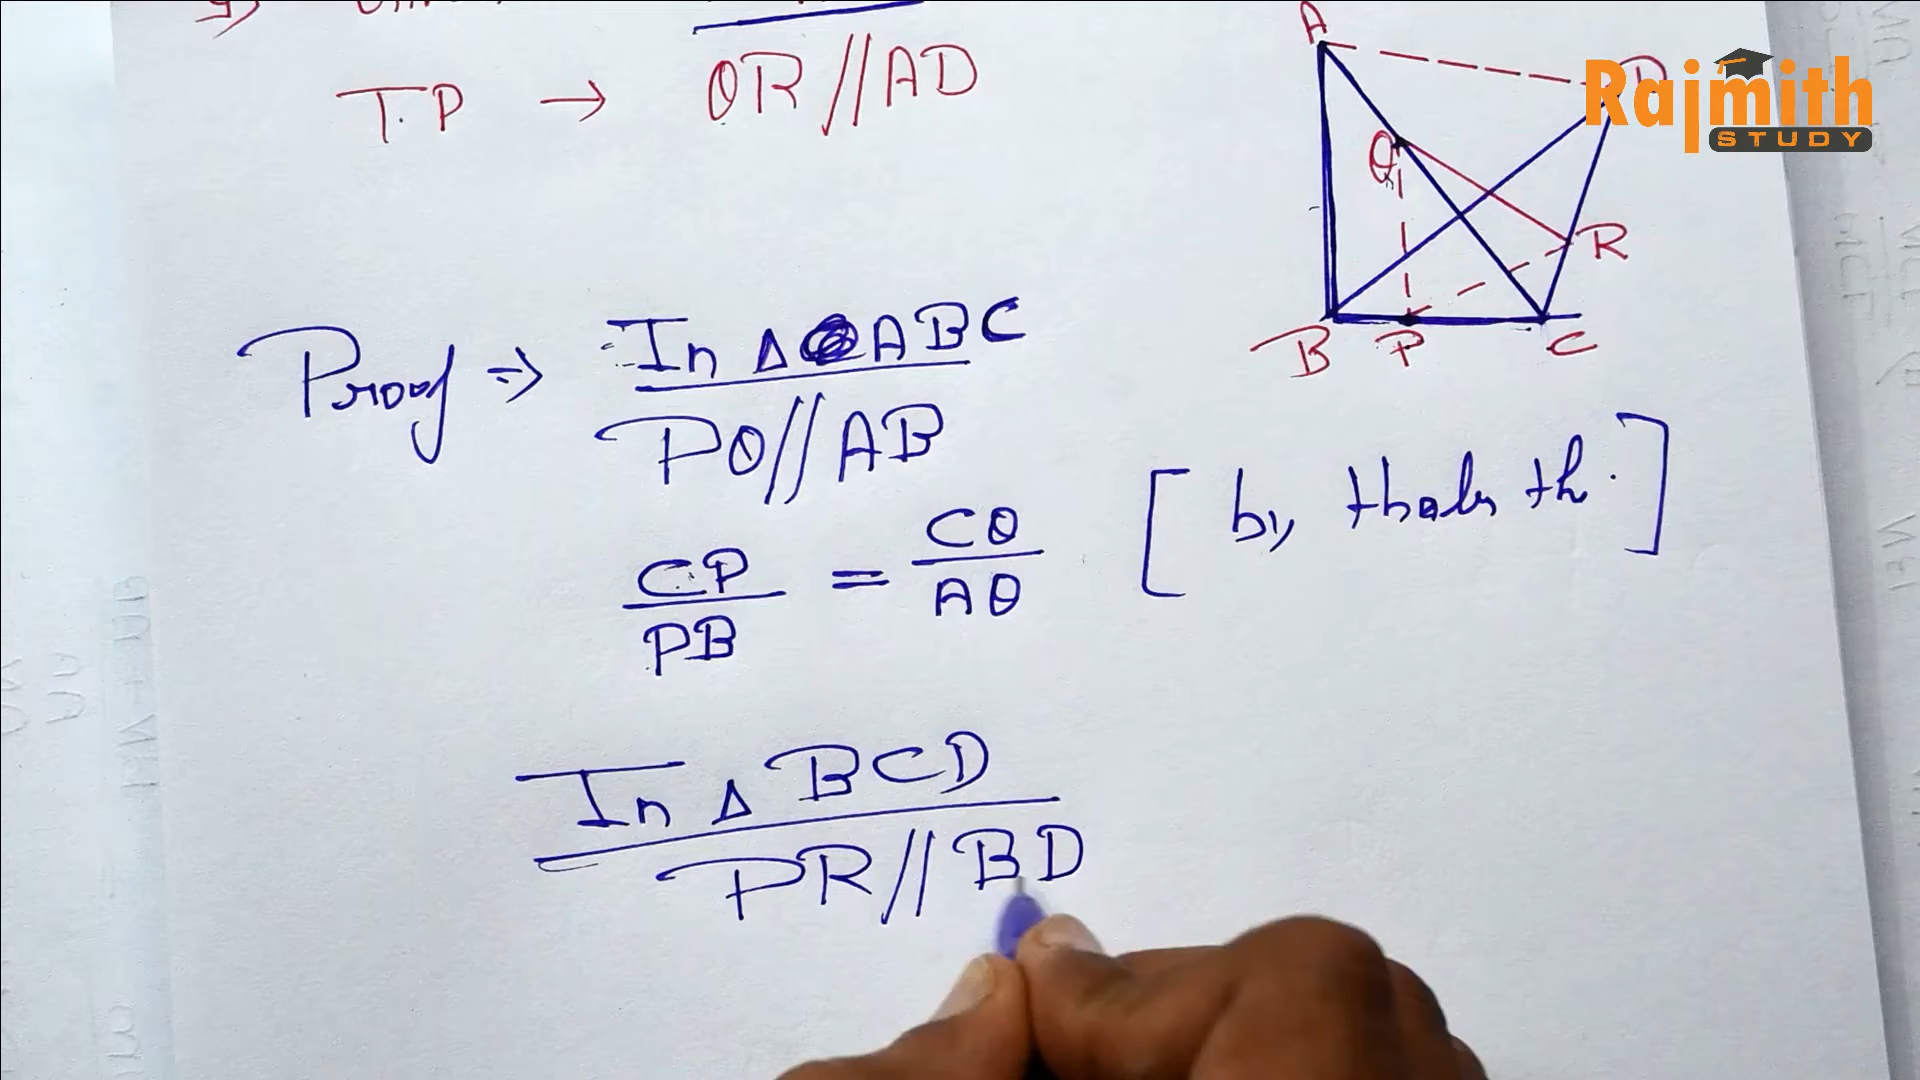 T.P → QR//AD
Rajmith
STUDY
A
Q
R
B P C
Proof ⇒ In Δ ABC
PQ//AB
CP/PB = CQ/AQ [by thales th.]
In Δ BCD
PR//BD